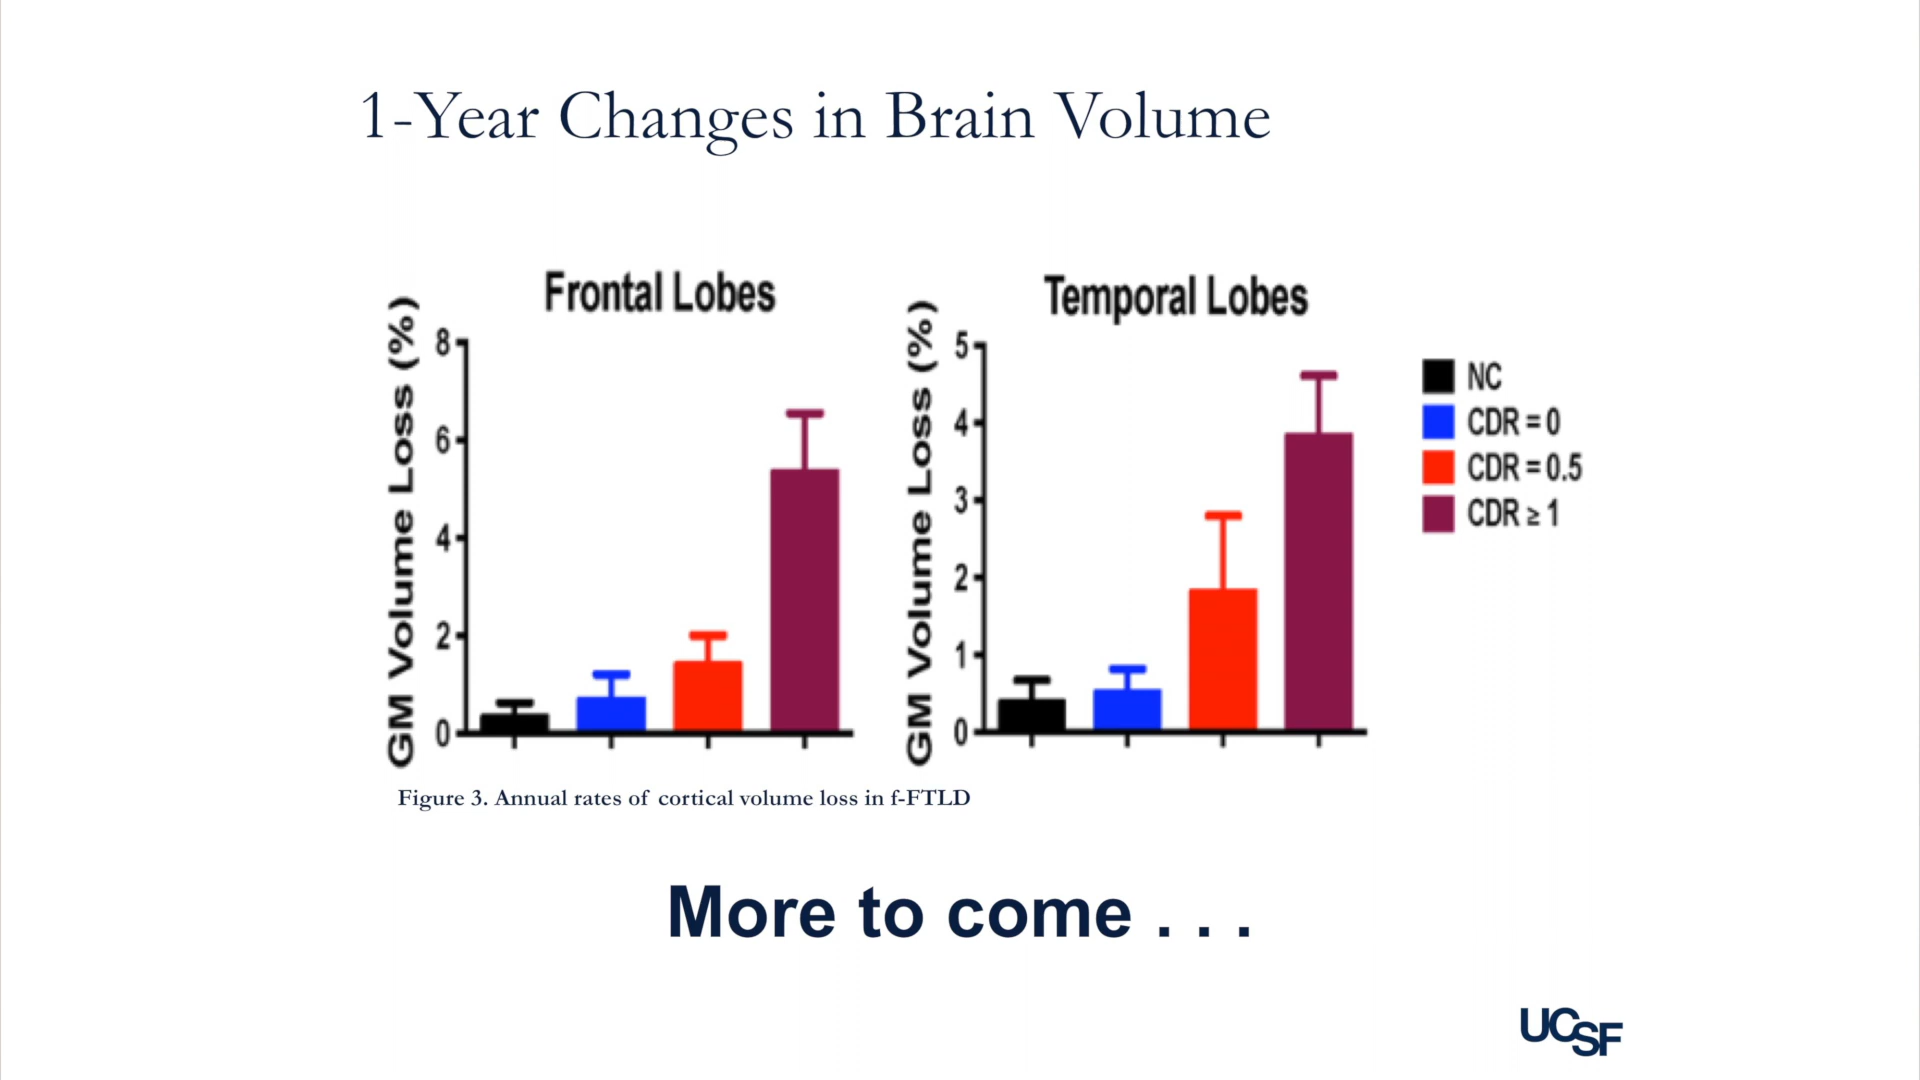 1-Year Changes in Brain Volume
Frontal Lobes
GM Volume Loss (%)
8
6
4
2
0
Temporal Lobes
GM Volume Loss (%)
5
4
3
2
1
0
NC
CDR = 0
CDR = 0.5
CDR ≥ 1
Figure 3. Annual rates of cortical volume loss in f-FTLD
More to come . . .
UCSF